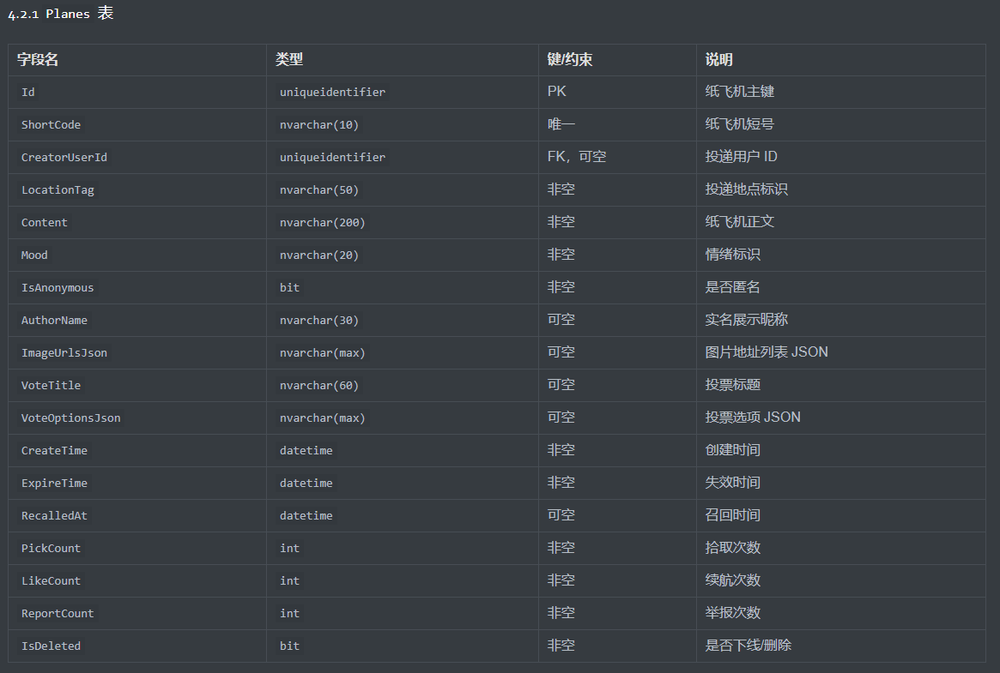 4.2.1 Planes 表
字段名 类型 键/约束 说明
Id uniqueidentifier PK 纸飞机主键
ShortCode nvarchar(10) 唯一 纸飞机短号
CreatorUserId uniqueidentifier FK，可空 投递用户 ID
LocationTag nvarchar(50) 非空 投递地点标识
Content nvarchar(200) 非空 纸飞机正文
Mood nvarchar(20) 非空 情绪标识
IsAnonymous bit 非空 是否匿名
AuthorName nvarchar(30) 可空 实名展示昵称
ImageUrlsJson nvarchar(max) 可空 图片地址列表 JSON
VoteTitle nvarchar(60) 可空 投票标题
VoteOptionsJson nvarchar(max) 可空 投票选项 JSON
CreateTime datetime 非空 创建时间
ExpireTime datetime 非空 失效时间
RecalledAt datetime 可空 召回时间
PickCount int 非空 拾取次数
LikeCount int 非空 续航次数
ReportCount int 非空 举报次数
IsDeleted bit 非空 是否下线/删除